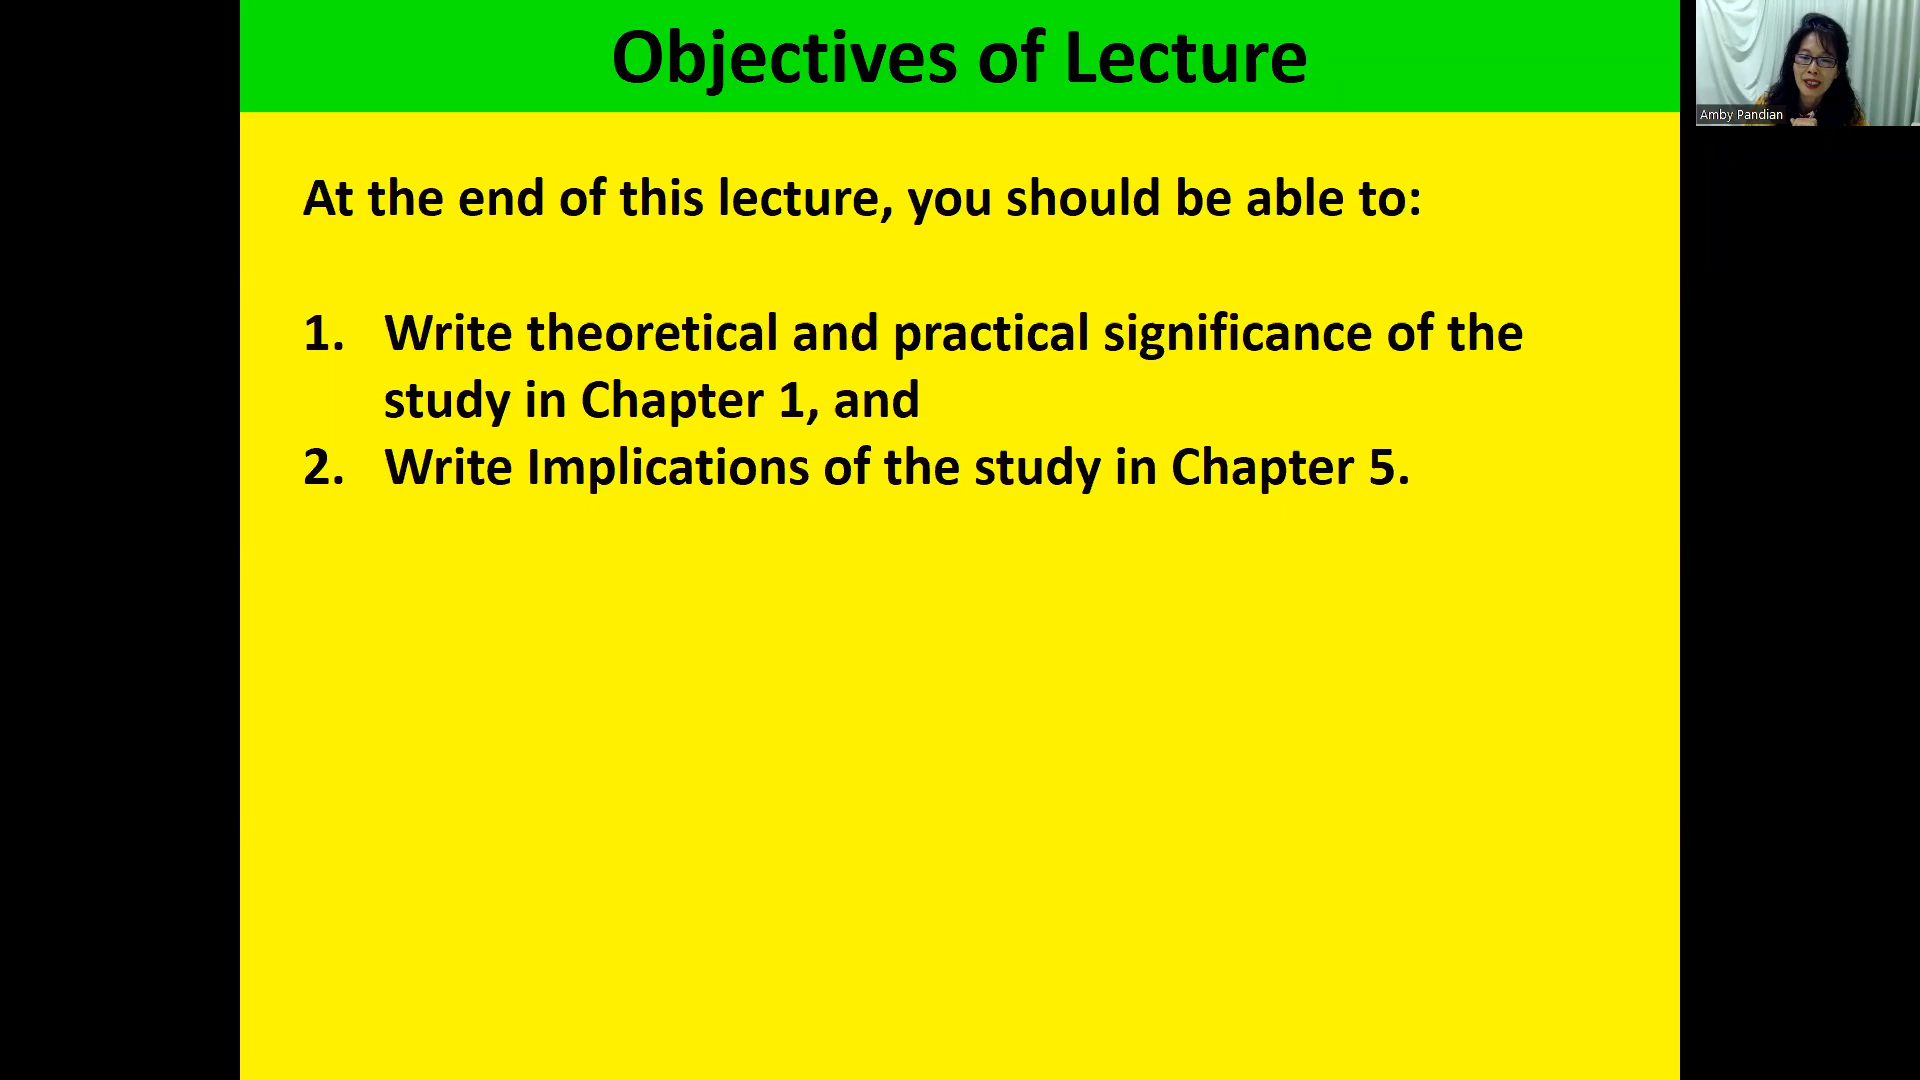 Objectives of Lecture
Amby Pandian
At the end of this lecture, you should be able to:
1. Write theoretical and practical significance of the
study in Chapter 1, and
2. Write Implications of the study in Chapter 5.